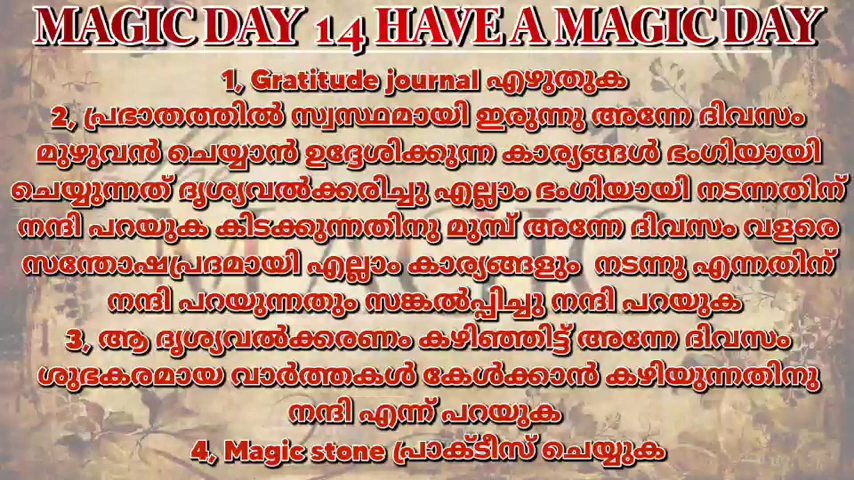 MAGIC DAY 14 HAVE A MAGIC DAY
1, Gratitude journal എഴുതുക
2, പ്രഭാതത്തിൽ സ്വസ്ഥമായി ഇരുന്നു അന്നേ ദിവസം
മുഴുവൻ ചെയ്യാൻ ഉദ്ദേശിക്കുന്ന കാര്യങ്ങൾ ഭംഗിയായി
ചെയ്യുന്നത് ദൃശ്യവൽക്കരിച്ചു എല്ലാം ഭംഗിയായി നടന്നതിന്
നന്ദി പറയുക കിടക്കുന്നതിനു മുമ്പ് അന്നേ ദിവസം വളരെ
സന്തോഷപ്രദമായി എല്ലാം കാര്യങ്ങളും നടന്നു എന്നതിന്
നന്ദി പറയുന്നതും സങ്കൽപ്പിച്ചു നന്ദി പറയുക
3, ആ ദൃശ്യവൽക്കരണം കഴിഞ്ഞിട്ട് അന്നേ ദിവസം
ശുഭകരമായ വാർത്തകൾ കേൾക്കാൻ കഴിയുന്നതിനു
നന്ദി എന്ന് പറയുക
4, Magic stone പ്രാക്ടീസ് ചെയ്യുക